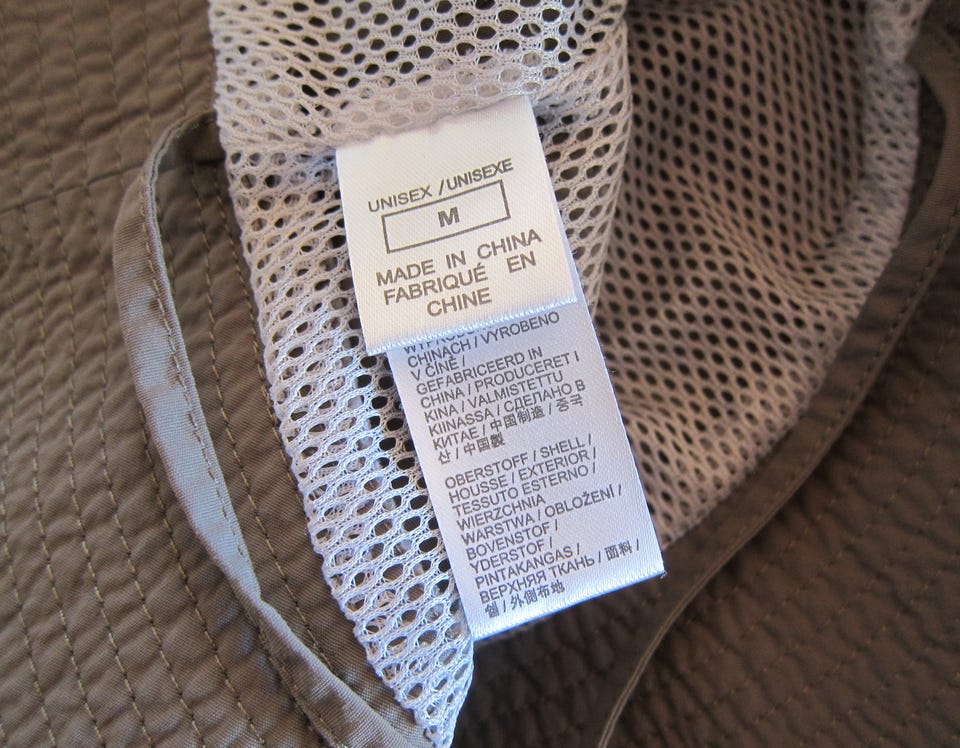 UNISEX / UNISEXE
M
MADE IN CHINA
FABRIQUÉ EN
CHINE
CHINACH / VYROBENO
V ČÍNĚ /
GEFABRICEERD IN
CHINA / PRODUCERET I
KINA / VALMISTETTU
KIINASSA / СДЕЛАНО В
КИТАЕ / 中国制造 / 중국
산 / 中国製
OBERSTOFF / SHELL /
HOUSSE / EXTERIOR /
TESSUTO ESTERNO /
WIERZCHNIA
WARSTWA / OBLOŽENÍ /
BOVENSTOF /
YDERSTOF /
PINTAKANGAS /
ВЕРХНЯЯ ТКАНЬ / 面料 /
쉘 / 外側布地